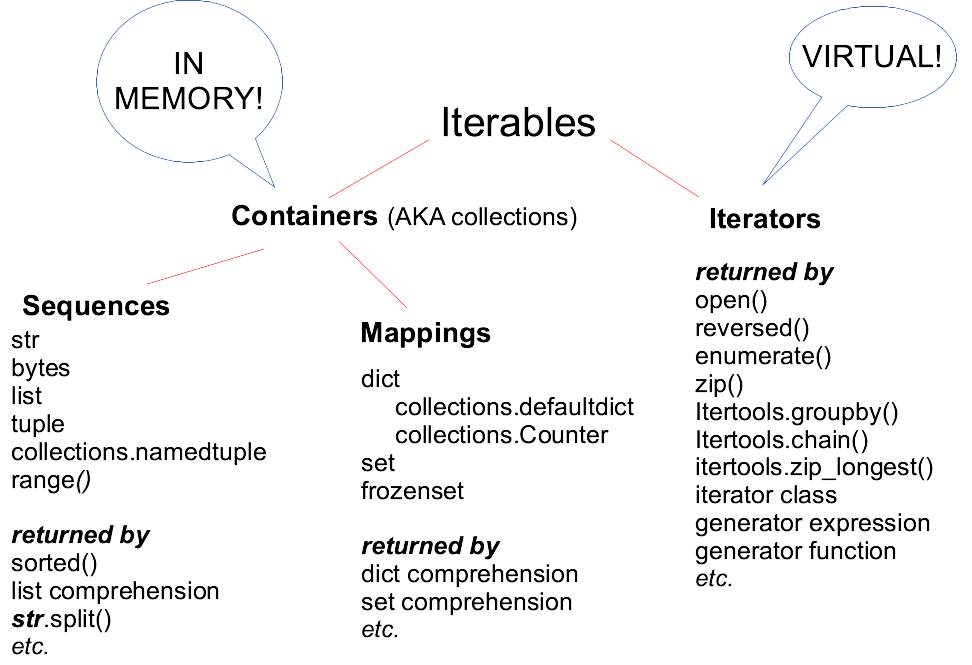 IN
MEMORY!
VIRTUAL!
Iterables
Containers (AKA collections)
Iterators
Sequences
str
bytes
list
tuple
collections.namedtuple
range()
returned by
sorted()
list comprehension
str.split()
etc.
Mappings
dict
collections.defaultdict
collections.Counter
set
frozenset
returned by
dict comprehension
set comprehension
etc.
returned by
open()
reversed()
enumerate()
zip()
Itertools.groupby()
Itertools.chain()
itertools.zip_longest()
iterator class
generator expression
generator function
etc.